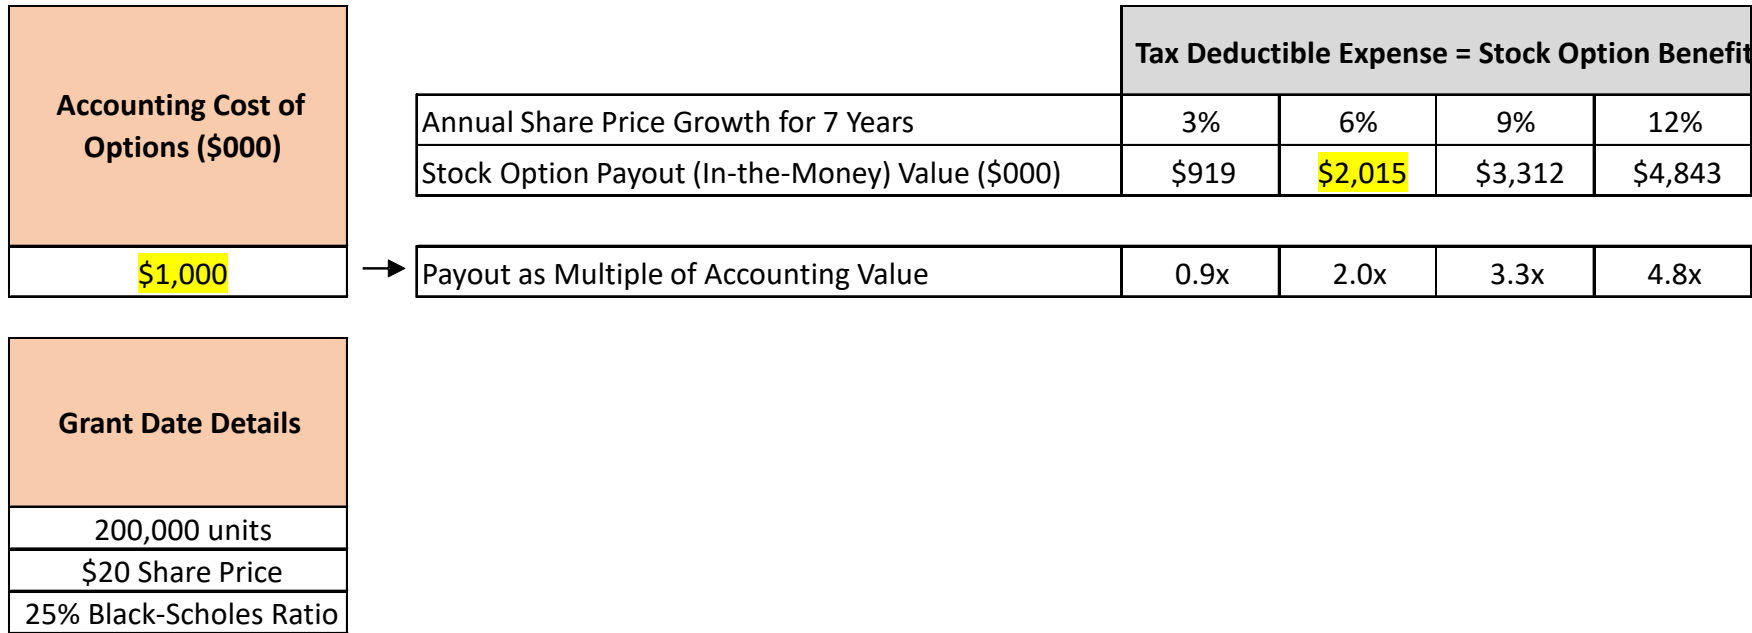 Accounting Cost of
Options ($000)
$1,000
Tax Deductible Expense = Stock Option Benefit
Annual Share Price Growth for 7 Years 3% 6% 9% 12%
Stock Option Payout (In-the-Money) Value ($000) $919 $2,015 $3,312 $4,843
Payout as Multiple of Accounting Value 0.9x 2.0x 3.3x 4.8x
Grant Date Details
200,000 units
$20 Share Price
25% Black-Scholes Ratio